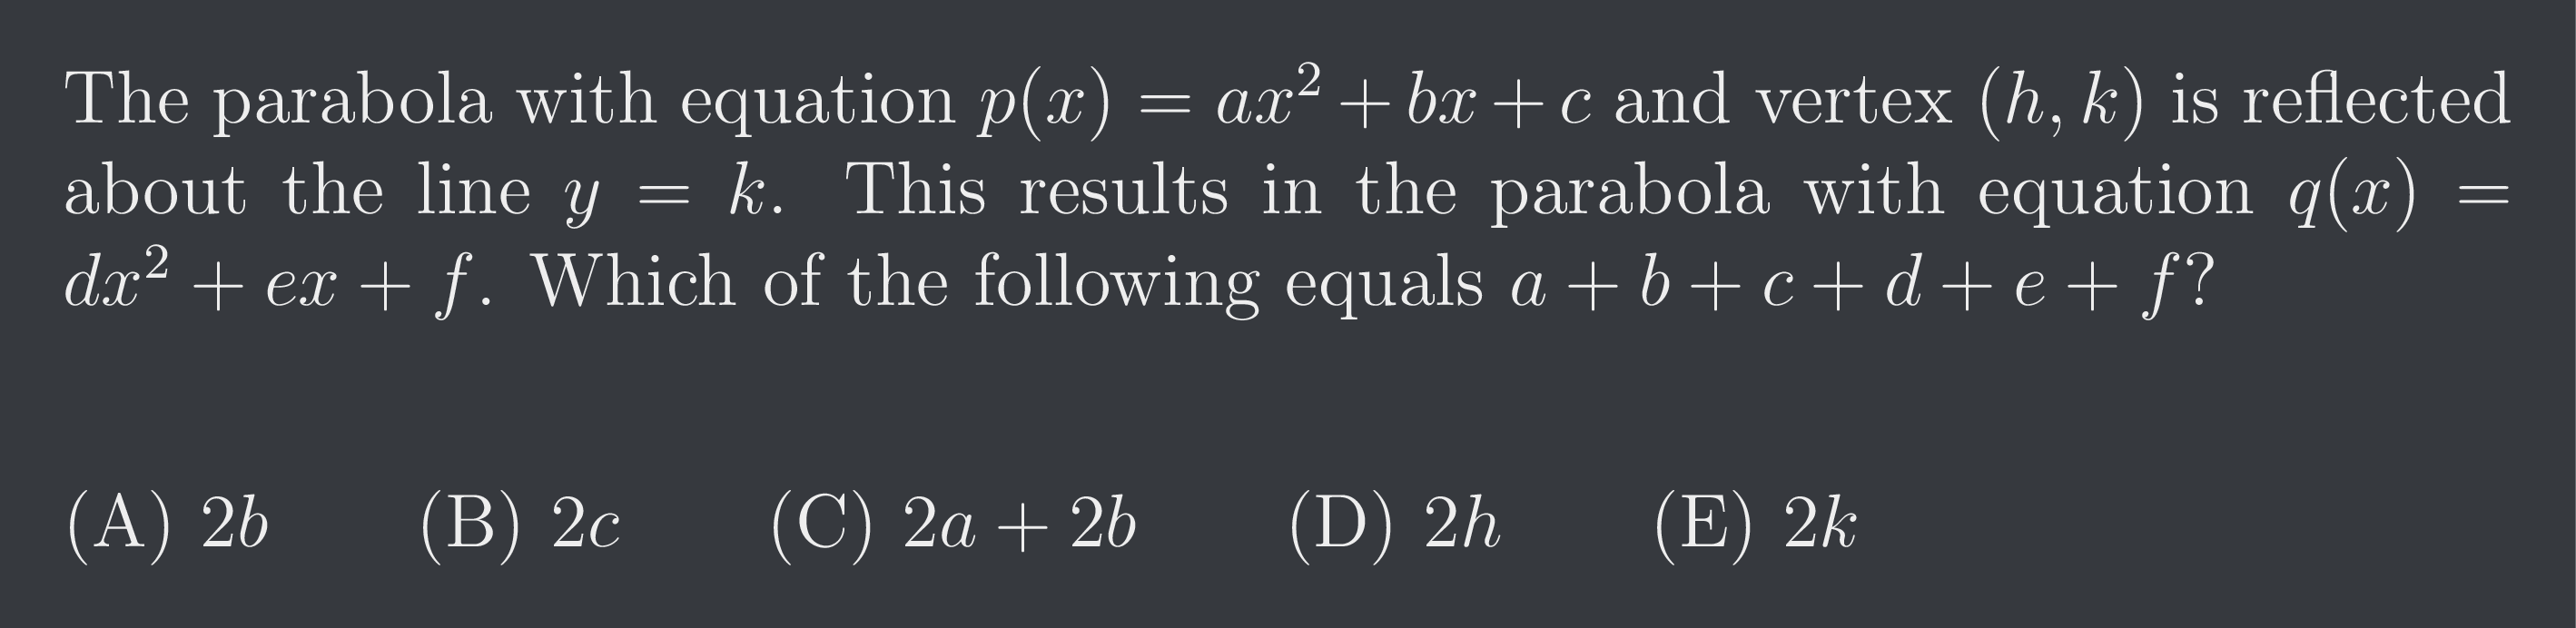 The parabola with equation $p(x) = ax^2 + bx + c$ and vertex $(h, k)$ is reflected
about the line $y = k$. This results in the parabola with equation $q(x) =$
$dx^2 + ex + f$. Which of the following equals $a + b + c + d + e + f$?
(A) $2b$ (B) $2c$ (C) $2a + 2b$ (D) $2h$ (E) $2k$